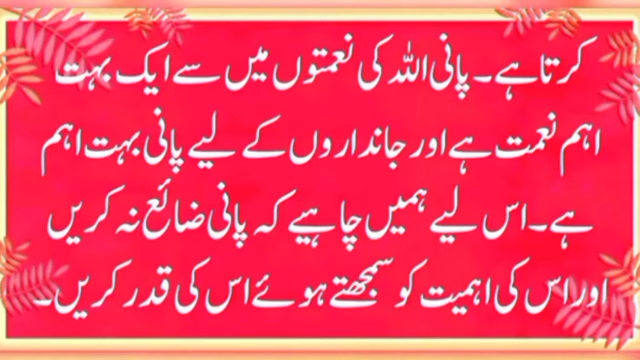 کرتا ہے۔ پانی اللہ کی نعمتوں میں سے ایک بہت
اہم نعمت ہے اور جانداروں کے لیے پانی بہت اہم
ہے۔ اس لیے ہمیں چاہیے کہ پانی ضائع نہ کریں
اور اس کی اہمیت کو سمجھتے ہوئے اس کی قدر کریں۔